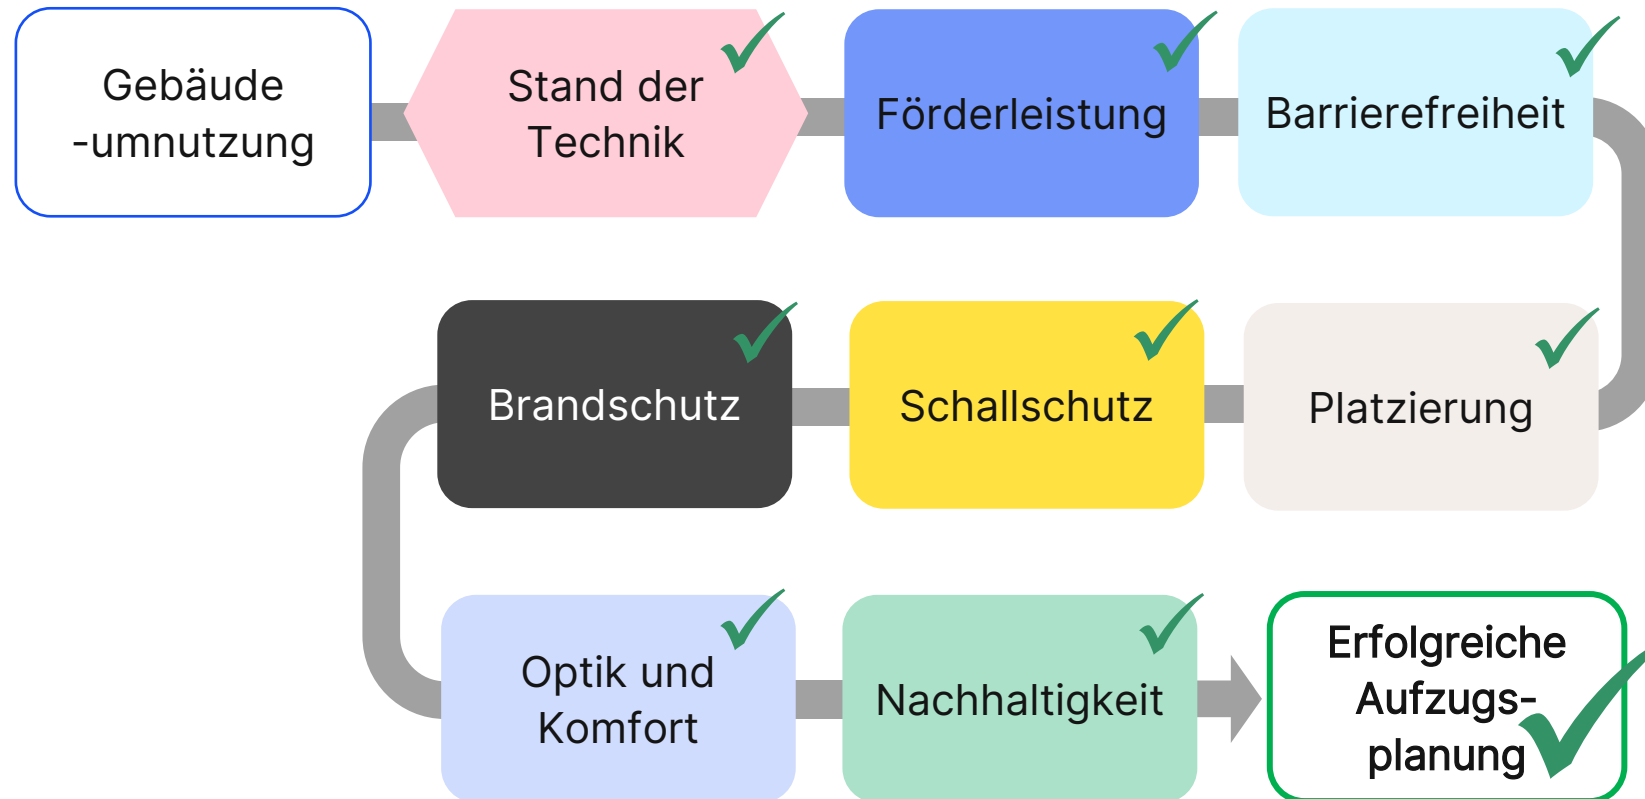 Gebäude
-umnutzung
Stand der
Technik
Förderleistung
Barrierefreiheit
Brandschutz
Schallschutz
Platzierung
Optik und
Komfort
Nachhaltigkeit
Erfolgreiche
Aufzugs-
planung